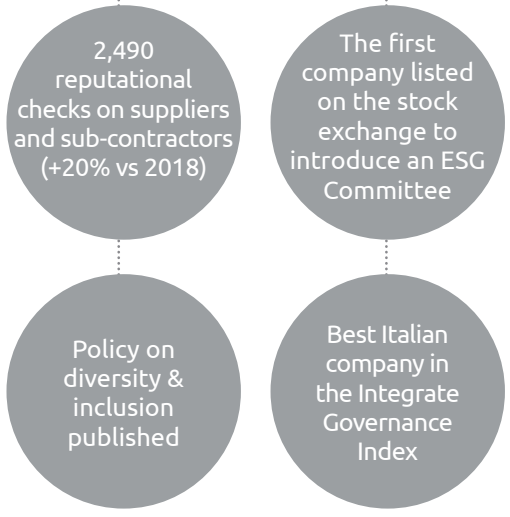 2,490
reputational
checks on suppliers
and sub-contractors
(+20% vs 2018)
The first
company listed
on the stock
exchange to
introduce an ESG
Committee
Policy on
diversity &
inclusion
published
Best Italian
company in
the Integrate
Governance
Index